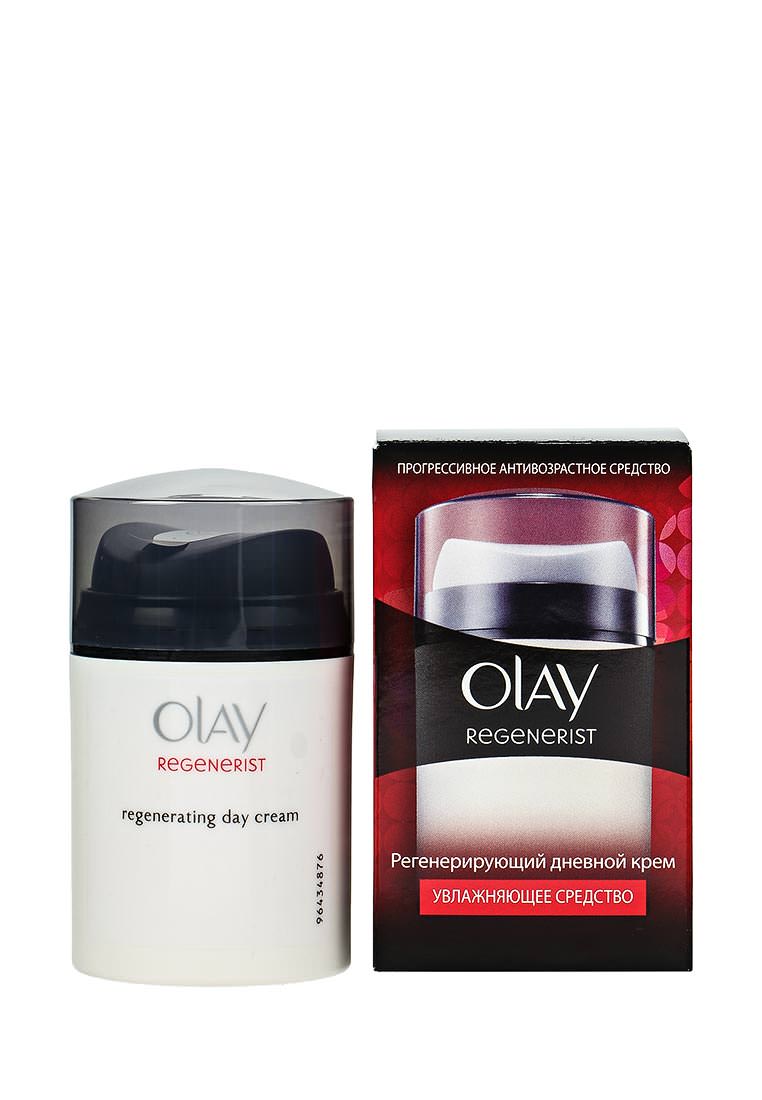 OLAY
REGENERIST
regenerating day cream
96434876
ПРОГРЕССИВНОЕ АНТИВОЗРАСТНОЕ СРЕДСТВО
OLAY
REGENERIST
Регенерирующий дневной крем
УВЛАЖНЯЮЩЕЕ СРЕДСТВО